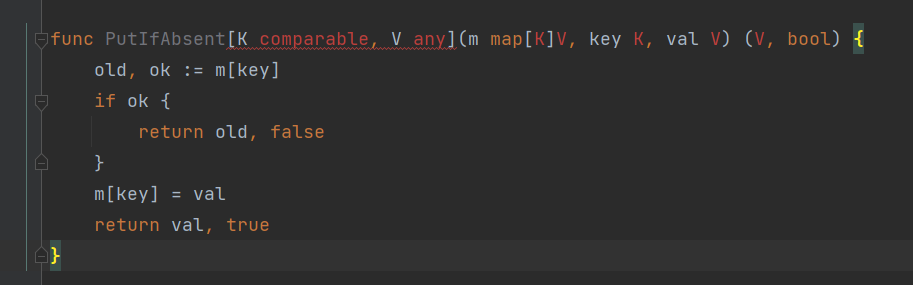 func PutIfAbsent[K comparable, V any](m map[K]V, key K, val V) (V, bool) {
    old, ok := m[key]
    if ok {
        return old, false
    }
    m[key] = val
    return val, true
}